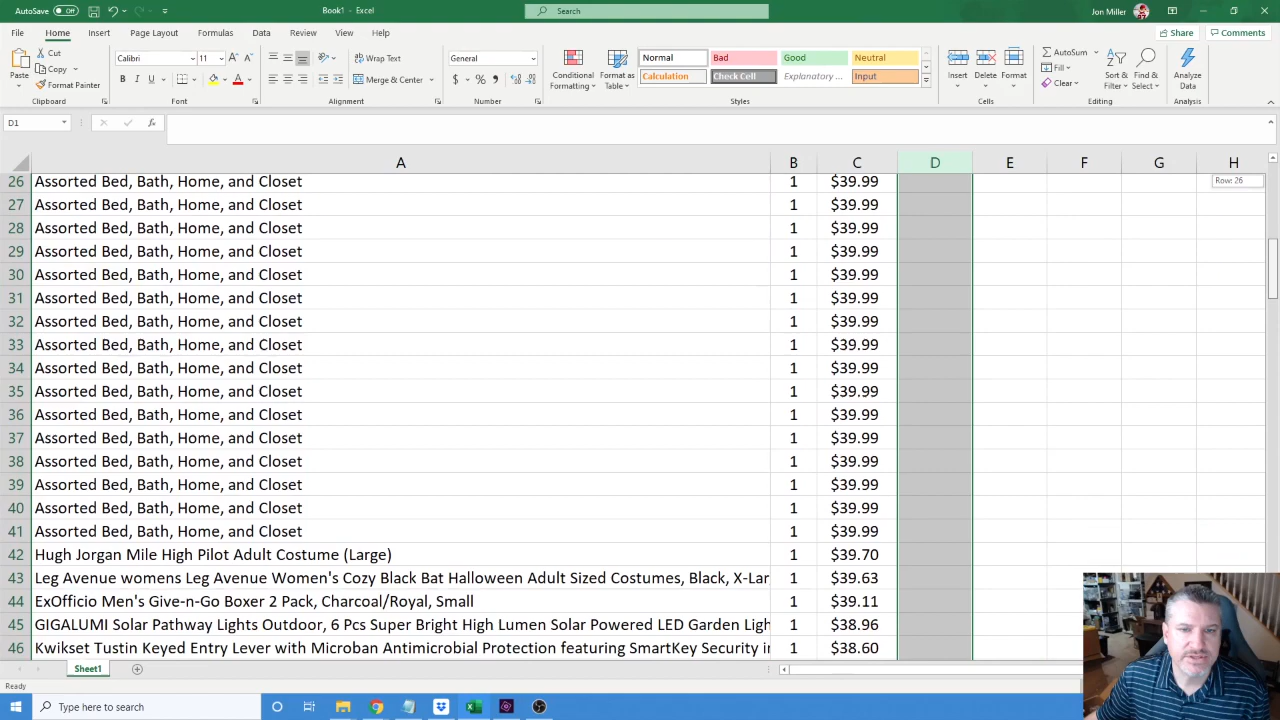 AutoSave Off
Book1 - Excel
Search
Jon Miller
File Home Insert Page Layout Formulas Data Review View Help
Share Comments
Paste Cut Copy Format Painter
Calibri 11
B I U
Wrap Text
Merge & Center
General
$ % 9
Conditional Formatting
Format as Table
Normal Bad Good Neutral
Calculation Check Cell Explanatory ... Input
Insert Delete Format
AutoSum
Fill
Clear
Sort & Filter
Find & Select
Analyze Data
Clipboard Font Alignment Number Styles Cells Editing Analysis
D1 fx
A B C D E F G H
26 Assorted Bed, Bath, Home, and Closet 1 $39.99 Row: 26
27 Assorted Bed, Bath, Home, and Closet 1 $39.99
28 Assorted Bed, Bath, Home, and Closet 1 $39.99
29 Assorted Bed, Bath, Home, and Closet 1 $39.99
30 Assorted Bed, Bath, Home, and Closet 1 $39.99
31 Assorted Bed, Bath, Home, and Closet 1 $39.99
32 Assorted Bed, Bath, Home, and Closet 1 $39.99
33 Assorted Bed, Bath, Home, and Closet 1 $39.99
34 Assorted Bed, Bath, Home, and Closet 1 $39.99
35 Assorted Bed, Bath, Home, and Closet 1 $39.99
36 Assorted Bed, Bath, Home, and Closet 1 $39.99
37 Assorted Bed, Bath, Home, and Closet 1 $39.99
38 Assorted Bed, Bath, Home, and Closet 1 $39.99
39 Assorted Bed, Bath, Home, and Closet 1 $39.99
40 Assorted Bed, Bath, Home, and Closet 1 $39.99
41 Assorted Bed, Bath, Home, and Closet 1 $39.99
42 Hugh Jorgan Mile High Pilot Adult Costume (Large) 1 $39.70
43 Leg Avenue womens Leg Avenue Women's Cozy Black Bat Halloween Adult Sized Costumes, Black, X-Lar 1 $39.63
44 ExOfficio Men's Give-n-Go Boxer 2 Pack, Charcoal/Royal, Small 1 $39.11
45 GIGALUMI Solar Pathway Lights Outdoor, 6 Pcs Super Bright High Lumen Solar Powered LED Garden Ligh 1 $38.96
46 Kwikset Tustin Keyed Entry Lever with Microban Antimicrobial Protection featuring SmartKey Security in 1 $38.60
Sheet1
Ready
Type here to search